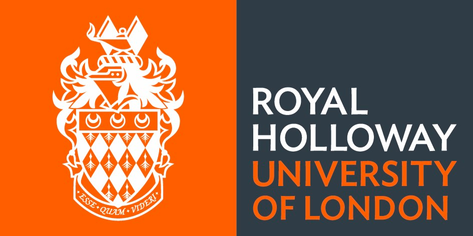 ESSE • QUAM • VIDERI
ROYAL
HOLLOWAY
UNIVERSITY
OF LONDON